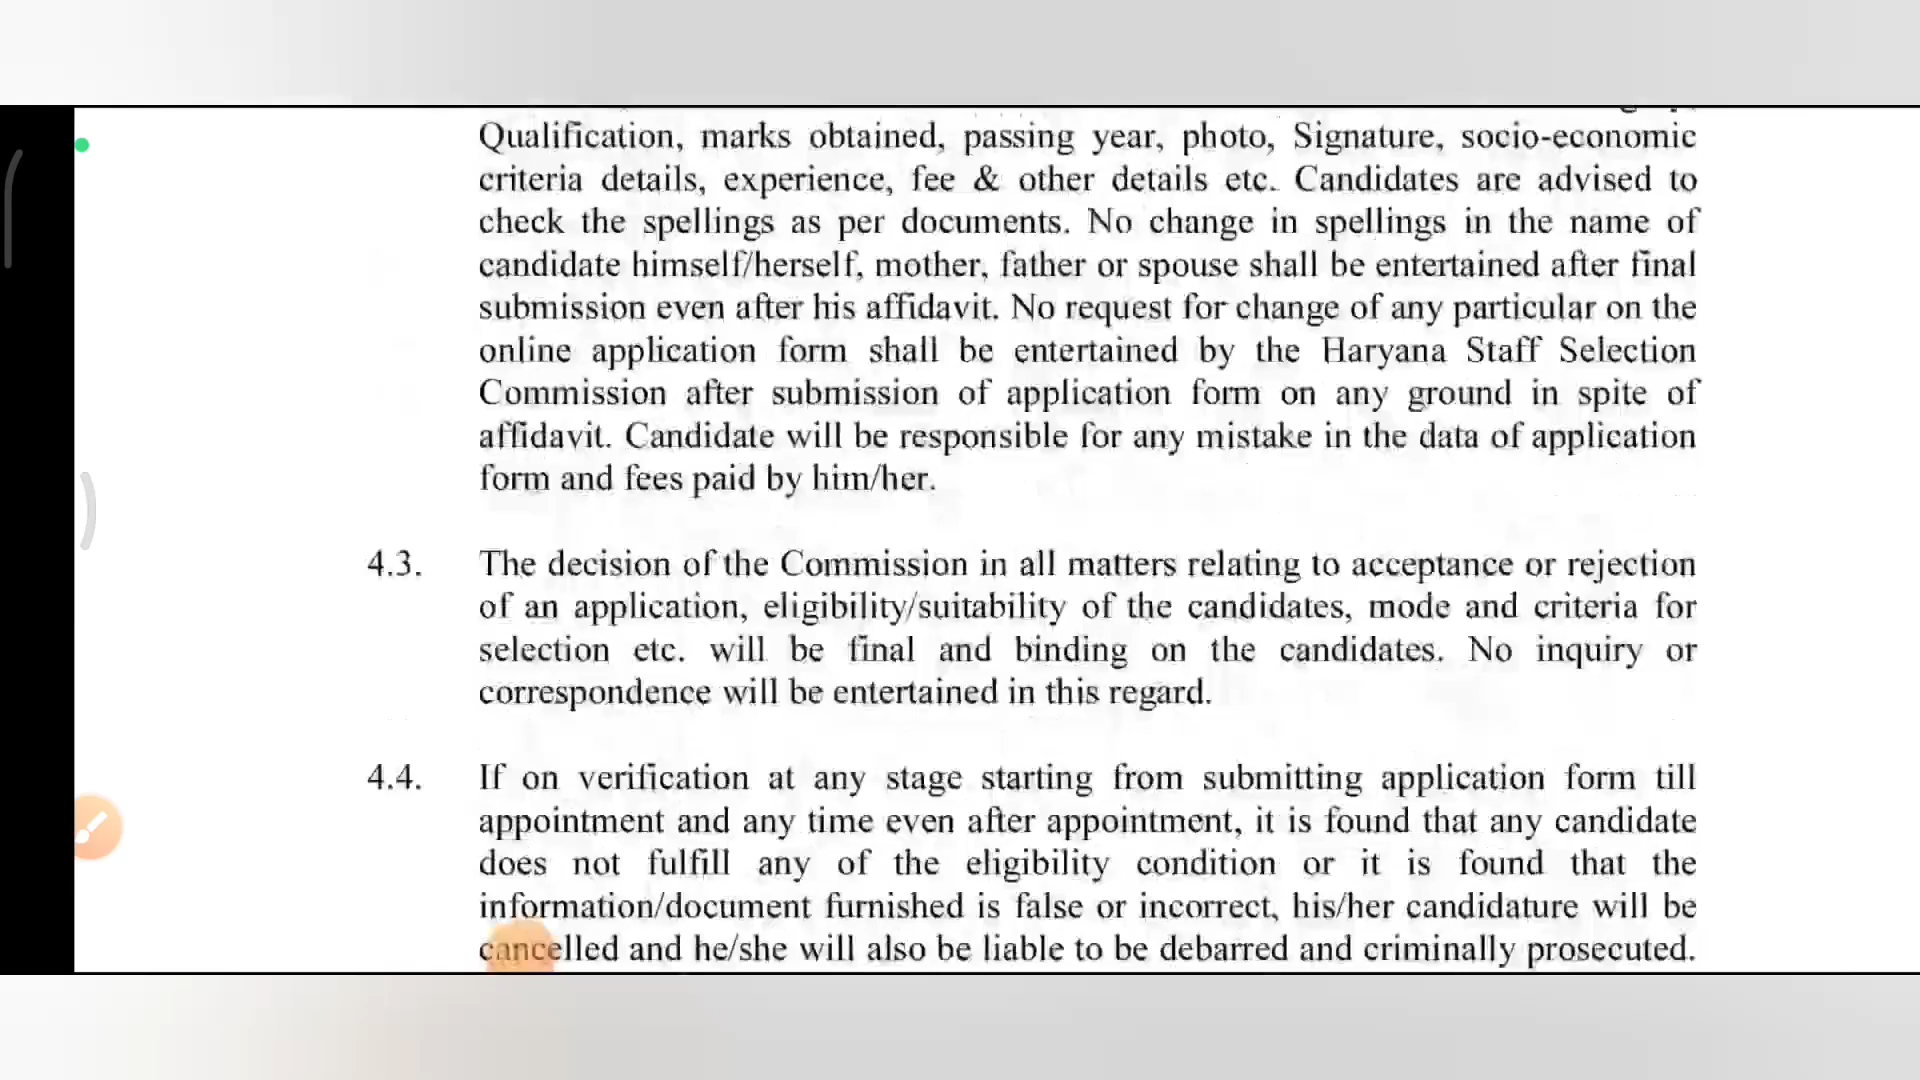 Qualification, marks obtained, passing year, photo, Signature, socio-economic
criteria details, experience, fee & other details etc. Candidates are advised to
check the spellings as per documents. No change in spellings in the name of
candidate himself/herself, mother, father or spouse shall be entertained after final
submission even after his affidavit. No request for change of any particular on the
online application form shall be entertained by the Haryana Staff Selection
Commission after submission of application form on any ground in spite of
affidavit. Candidate will be responsible for any mistake in the data of application
form and fees paid by him/her.
4.3. The decision of the Commission in all matters relating to acceptance or rejection
of an application, eligibility/suitability of the candidates, mode and criteria for
selection etc. will be final and binding on the candidates. No inquiry or
correspondence will be entertained in this regard.
4.4. If on verification at any stage starting from submitting application form till
appointment and any time even after appointment, it is found that any candidate
does not fulfill any of the eligibility condition or it is found that the
information/document furnished is false or incorrect, his/her candidature will be
cancelled and he/she will also be liable to be debarred and criminally prosecuted.